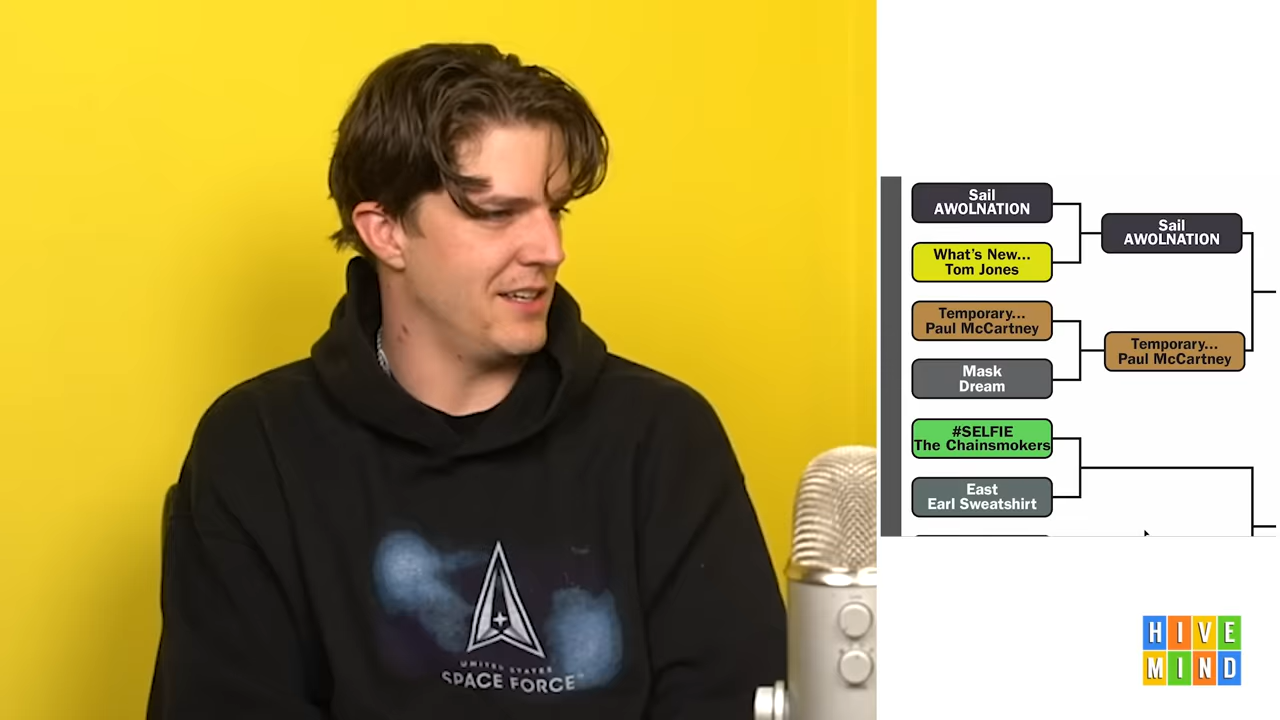 UNITED STATES
SPACE FORCE
Sail
AWOLNATION
What's New...
Tom Jones
Temporary...
Paul McCartney
Mask
Dream
#SELFIE
The Chainsmokers
East
Earl Sweatshirt
Sail
AWOLNATION
Temporary...
Paul McCartney
HIVE
MIND